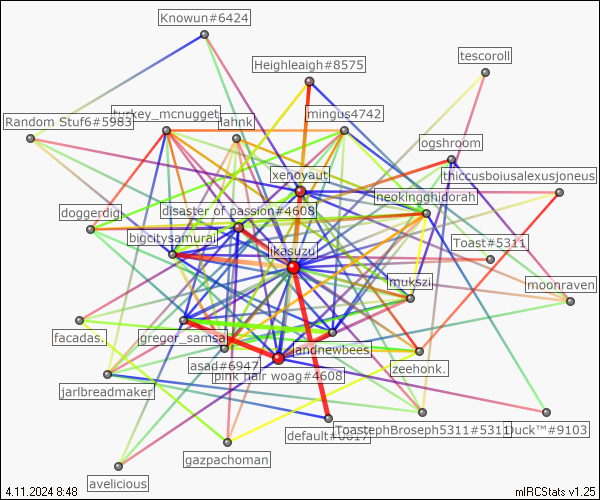 Knowun#6424
tescoroll
Heighleaigh#8575
turkey_mcnugget
lahnk
mingus4742
Random Stuf6#5983
ogshroom
xenoyaut
thiccusboiusalexusjoneus
neokingghidorah
doggerdig
disaster of passion#4608
bigcitysamurai
ikasuzu
Toast#5311
mukszi
moonraven
facadas.
gregor_samsa
jandnewbees
asad#6947
pink hair woag#4608
zeehonk.
jarlbreadmaker
default#0017
ToastephBroseph5311#5311
Duck™#9103
gazpachoman
avelicious
4.11.2024 8:48
mIRCStats v1.25